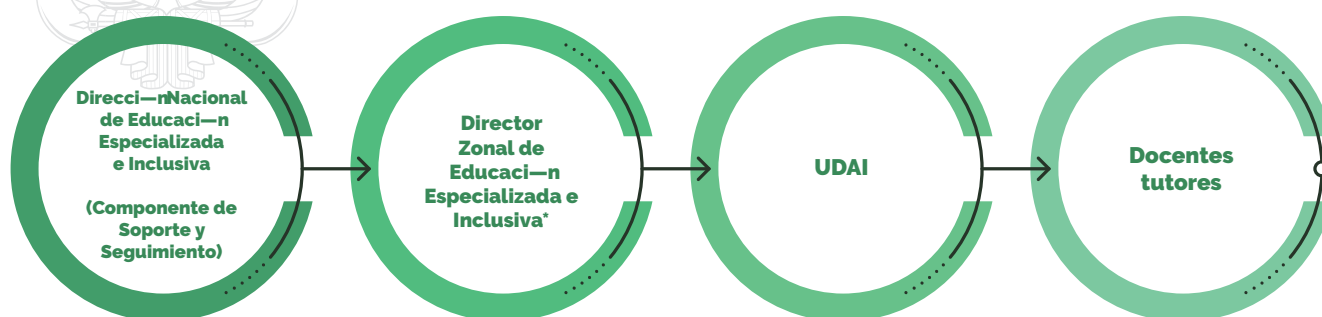 Direcci—nNacional
de Educaci—n
Especializada
e Inclusiva
(Componente de
Soporte y
Seguimiento)
Director
Zonal de
Educaci—n
Especializada e
Inclusiva*
UDAI
Docentes
tutores